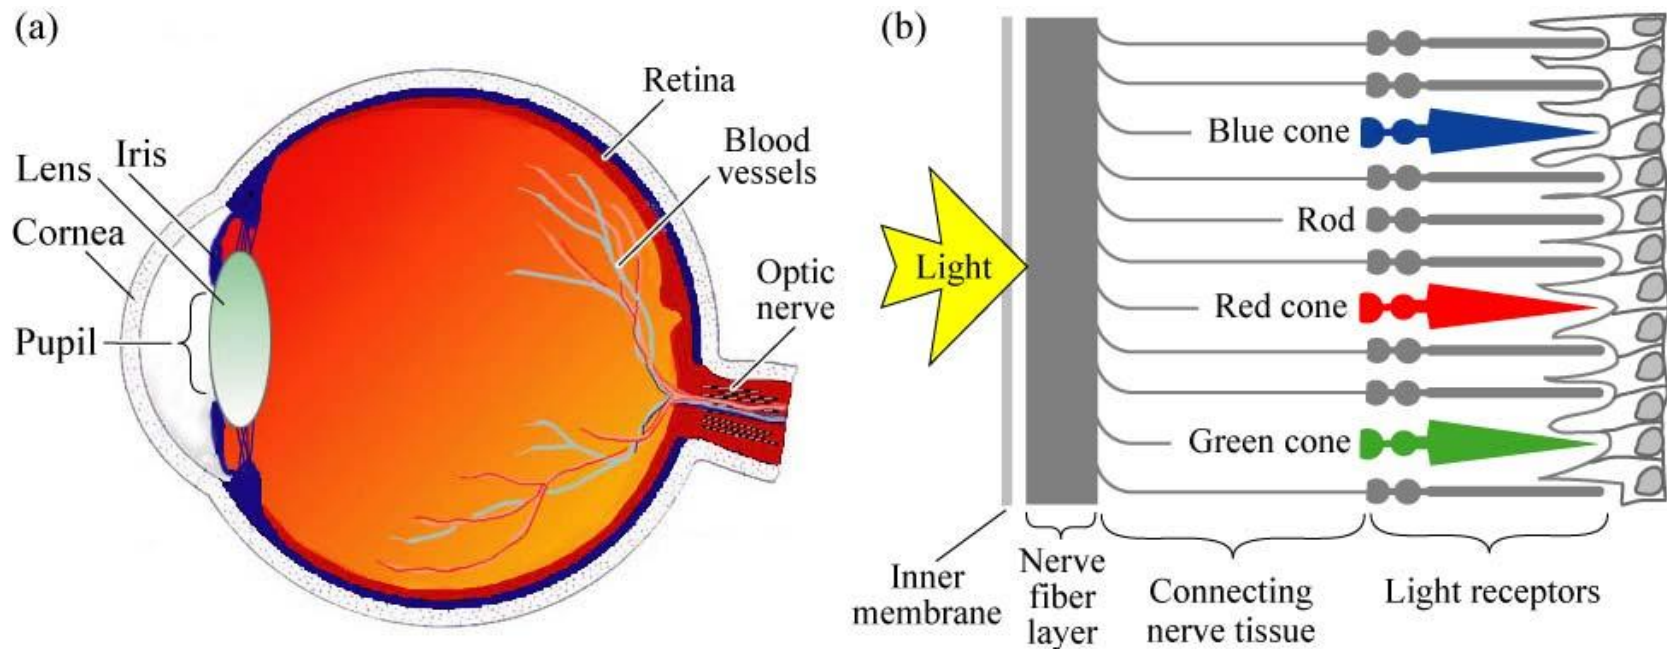 (a)
Retina
Blood
vessels
Iris
Lens
Cornea
Optic
nerve
Pupil
(b)
Blue cone
Rod
Light
Red cone
Green cone
Inner
membrane
Nerve
fiber
layer
Connecting
nerve tissue
Light receptors